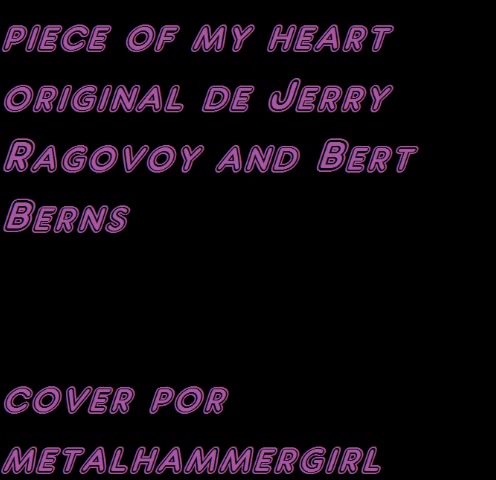 piece of my heart
original de Jerry
Ragovoy and Bert
Berns
cover por
metalhammergirl